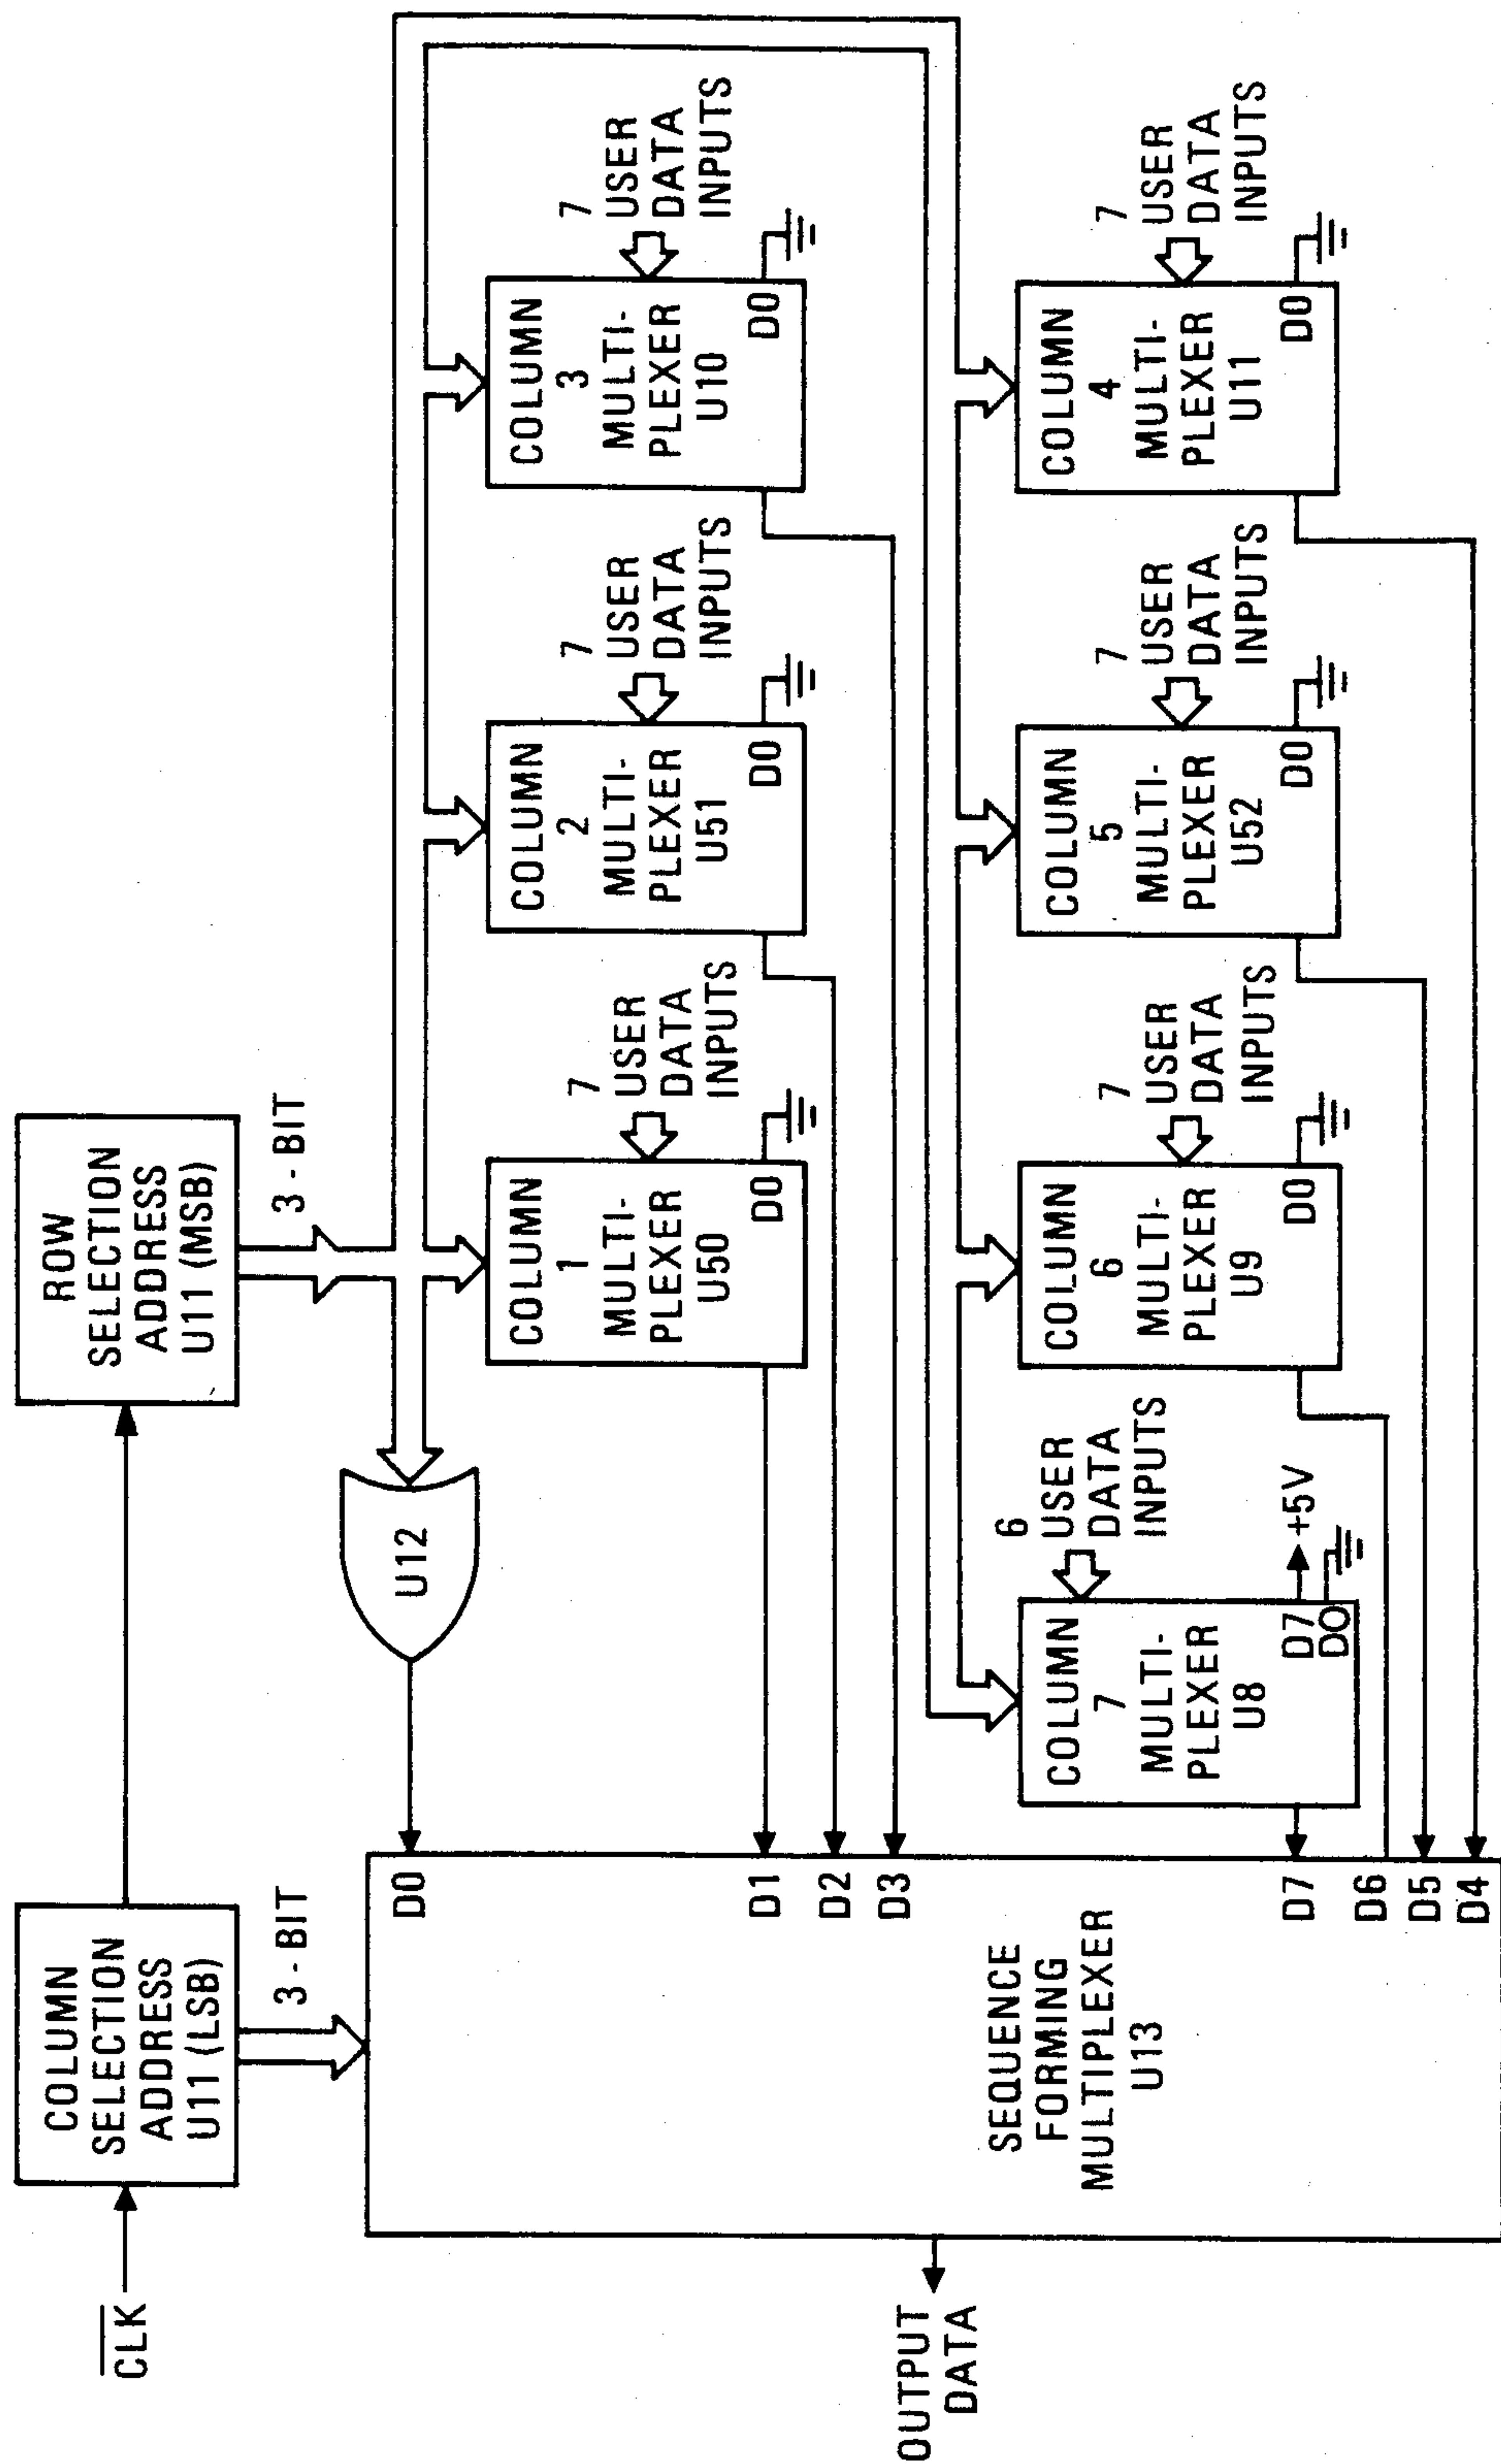 CLK
COLUMN
SELECTION
ADDRESS
U11 (LSB)
3 - BIT
ROW
SELECTION
ADDRESS
U11 (MSB)
3 - BIT
U12
D0
D1
D2
D3
D7
D6
D5
D4
SEQUENCE
FORMING
MULTIPLEXER
U13
OUTPUT
DATA
COLUMN
1
MULTI-
PLEXER
U50
D0
7
USER
DATA
INPUTS
COLUMN
2
MULTI-
PLEXER
U51
D0
7
USER
DATA
INPUTS
COLUMN
3
MULTI-
PLEXER
U10
D0
7
USER
DATA
INPUTS
COLUMN
7
MULTI-
PLEXER
U8
D7
D0
+5V
6
USER
DATA
INPUTS
COLUMN
6
MULTI-
PLEXER
U9
D0
7
USER
DATA
INPUTS
COLUMN
5
MULTI-
PLEXER
U52
D0
7
USER
DATA
INPUTS
COLUMN
4
MULTI-
PLEXER
U11
D0
7
USER
DATA
INPUTS